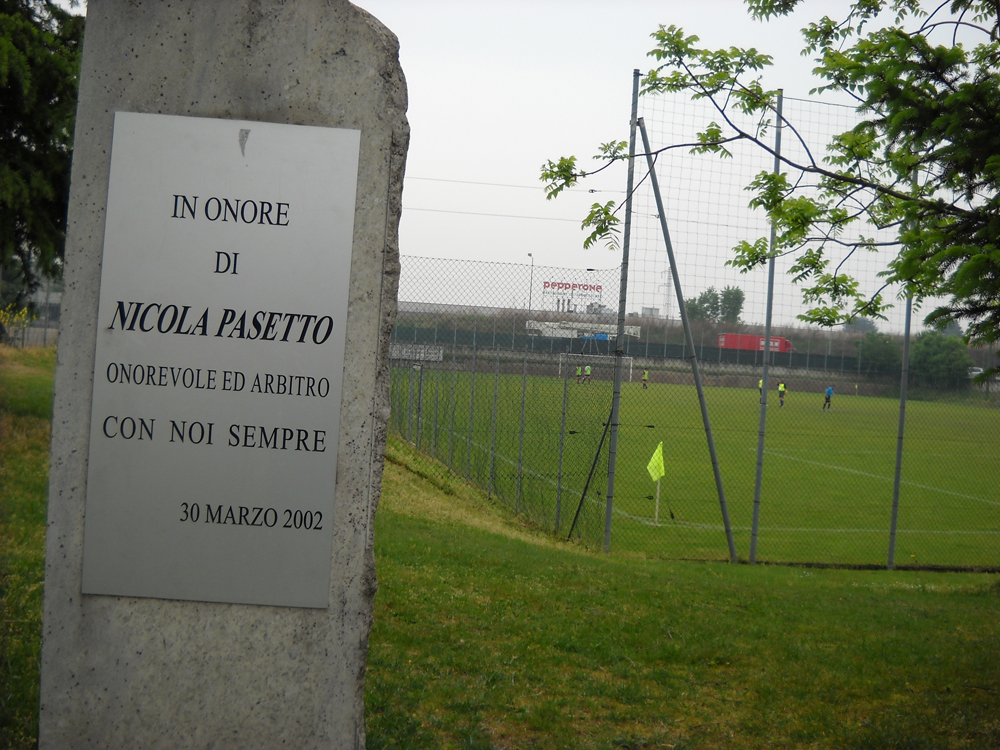 IN ONORE
DI
NICOLA PASETTO
ONOREVOLE ED ARBITRO
CON NOI SEMPRE
30 MARZO 2002
pepperone